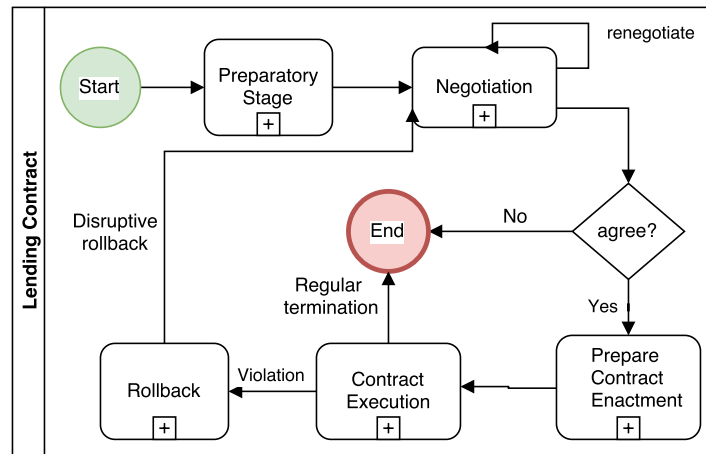 Lending Contract
Start
Preparatory
Stage
+
Negotiation
+
renegotiate
Disruptive
rollback
End
No
agree?
Regular
termination
Yes
Rollback
+
Violation
Contract
Execution
+
Prepare
Contract
Enactment
+